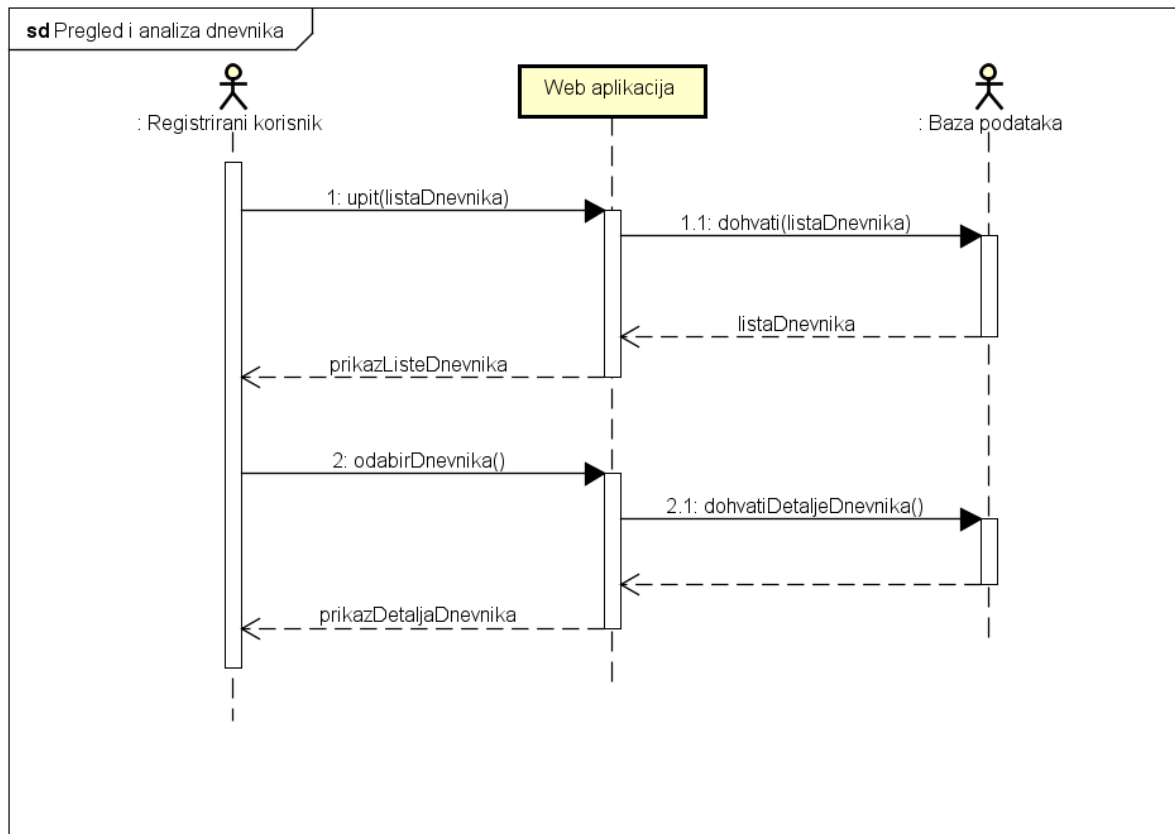 sd Pregled i analiza dnevnika
: Registrirani korisnik
Web aplikacija
: Baza podataka
1: upit(listaDnevnika)
1.1: dohvati(listaDnevnika)
listaDnevnika
prikazListeDnevnika
2: odabirDnevnika()
2.1: dohvatiDetaljeDnevnika()
prikazDetaljaDnevnika